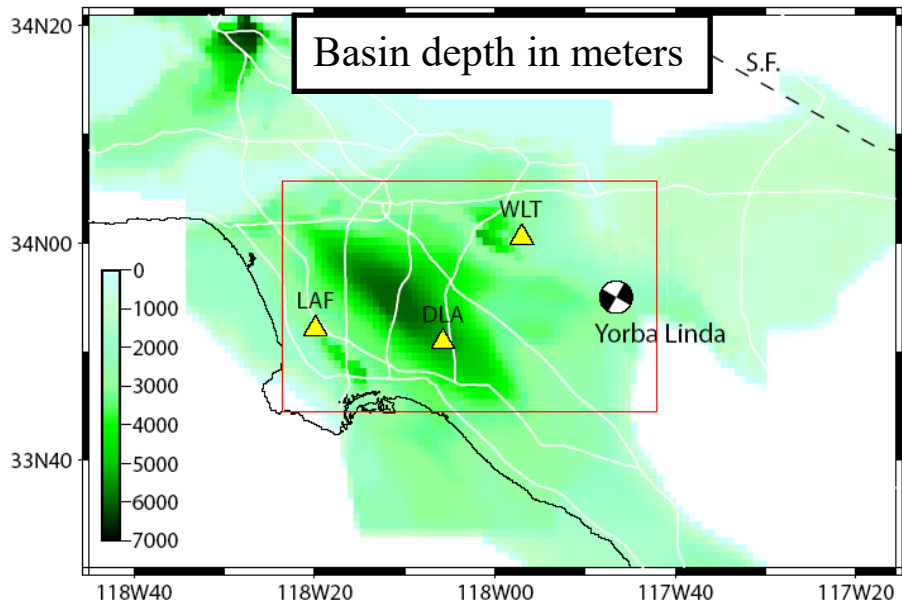 34N20
Basin depth in meters
S.F.
WLT
34N00
0
1000
2000
3000
4000
5000
6000
7000
LAF
DLA
Yorba Linda
33N40
118W40
118W20
118W00
117W40
117W20